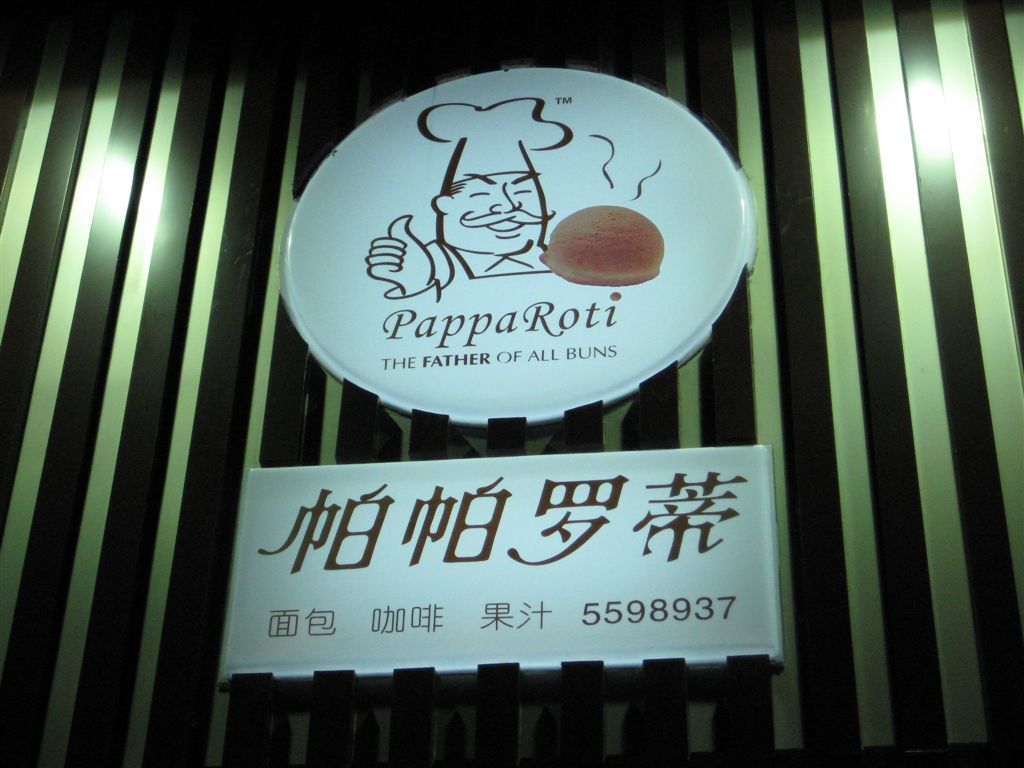 TM
PappaRoti
THE FATHER OF ALL BUNS
帕帕罗蒂
面包 咖啡 果汁 5598937